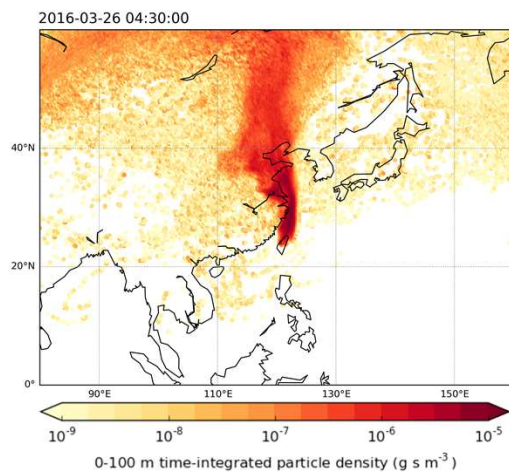 2016-03-26 04:30:00
40°N
20°N
0°
90°E
110°E
130°E
150°E
10⁻⁹
10⁻⁸
10⁻⁷
10⁻⁶
10⁻⁵
0-100 m time-integrated particle density (g s m⁻³)